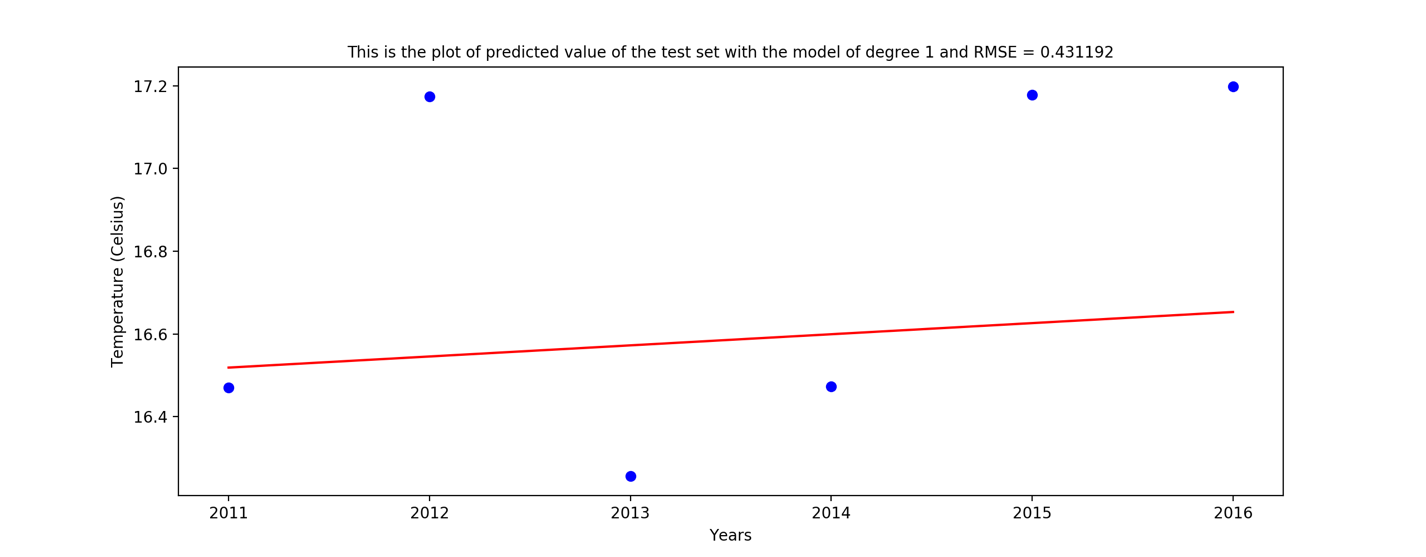 This is the plot of predicted value of the test set with the model of degree 1 and RMSE = 0.431192
17.2
17.0
16.8
16.6
16.4
Temperature (Celsius)
2011 2012 2013 2014 2015 2016
Years